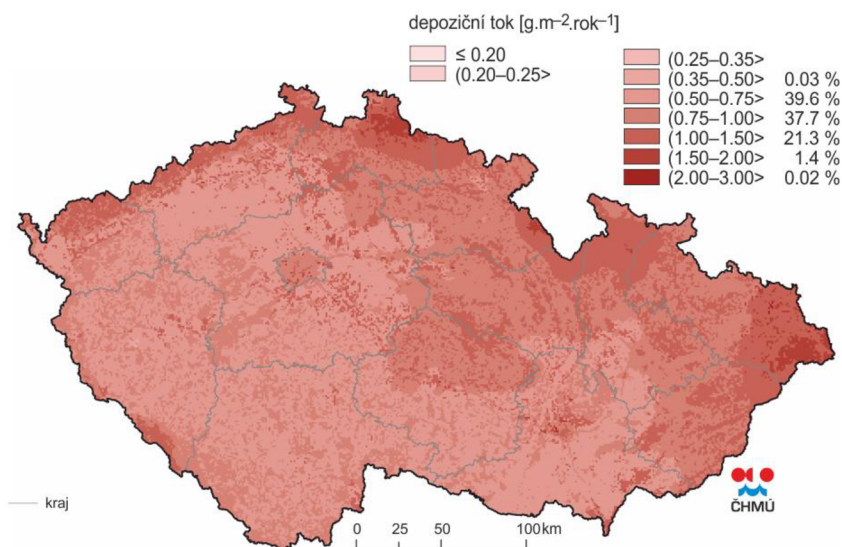 depoziční tok [g.m–2.rok–1]
≤ 0.20
(0.20–0.25>
(0.25–0.35>
(0.35–0.50> 0.03 %
(0.50–0.75> 39.6 %
(0.75–1.00> 37.7 %
(1.00–1.50> 21.3 %
(1.50–2.00> 1.4 %
(2.00–3.00> 0.02 %
ČHMÚ
kraj
0 25 50 100 km